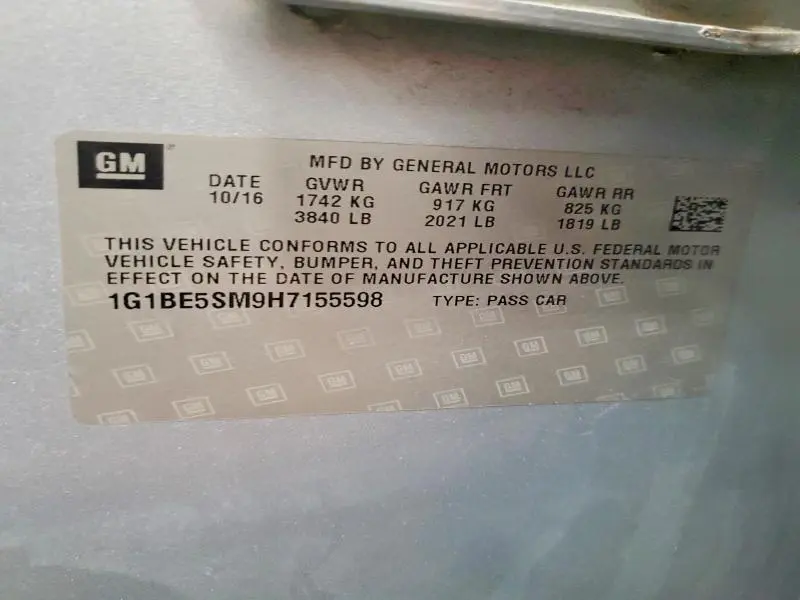 GM
MFD BY GENERAL MOTORS LLC
DATE GVWR GAWR FRT GAWR RR
10/16 1742 KG 917 KG 825 KG
3840 LB 2021 LB 1819 LB
THIS VEHICLE CONFORMS TO ALL APPLICABLE U.S. FEDERAL MOTOR
VEHICLE SAFETY, BUMPER, AND THEFT PREVENTION STANDARDS IN
EFFECT ON THE DATE OF MANUFACTURE SHOWN ABOVE.
1G1BE5SM9H7155598 TYPE: PASS CAR